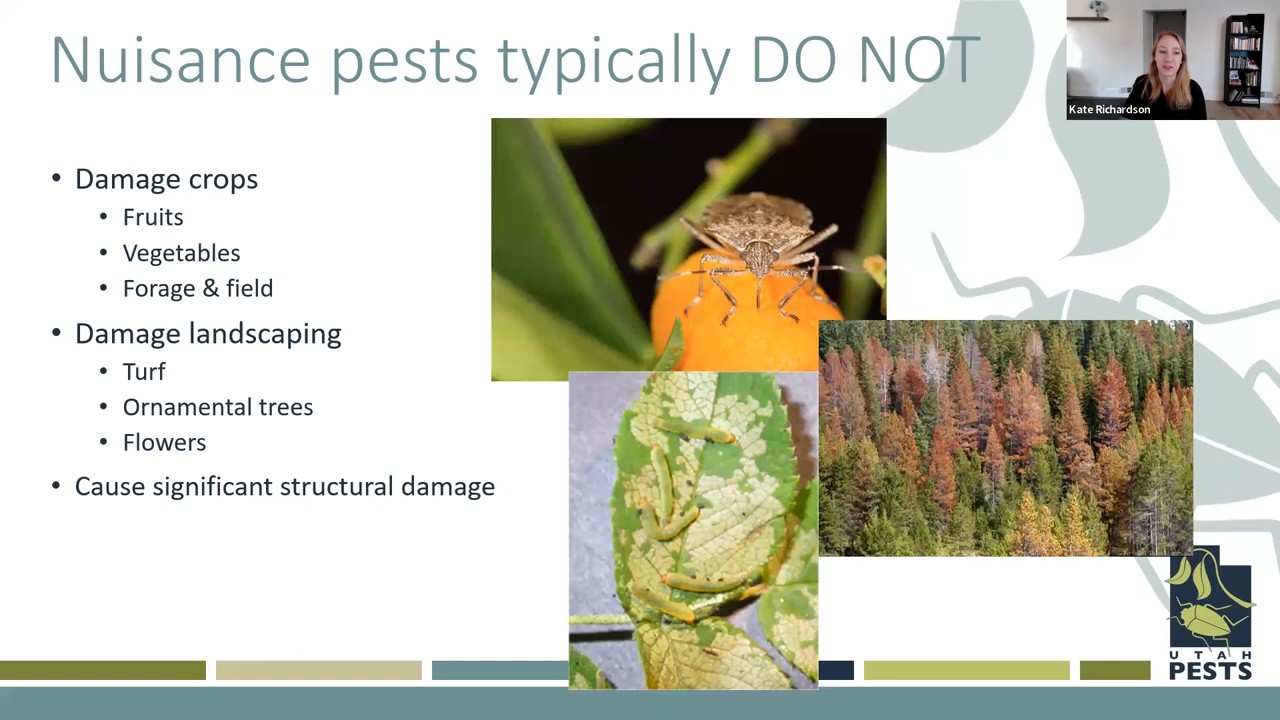 Nuisance pests typically DO NOT
Kate Richardson
• Damage crops
• Fruits
• Vegetables
• Forage & field
• Damage landscaping
• Turf
• Ornamental trees
• Flowers
• Cause significant structural damage
UTAH
PESTS